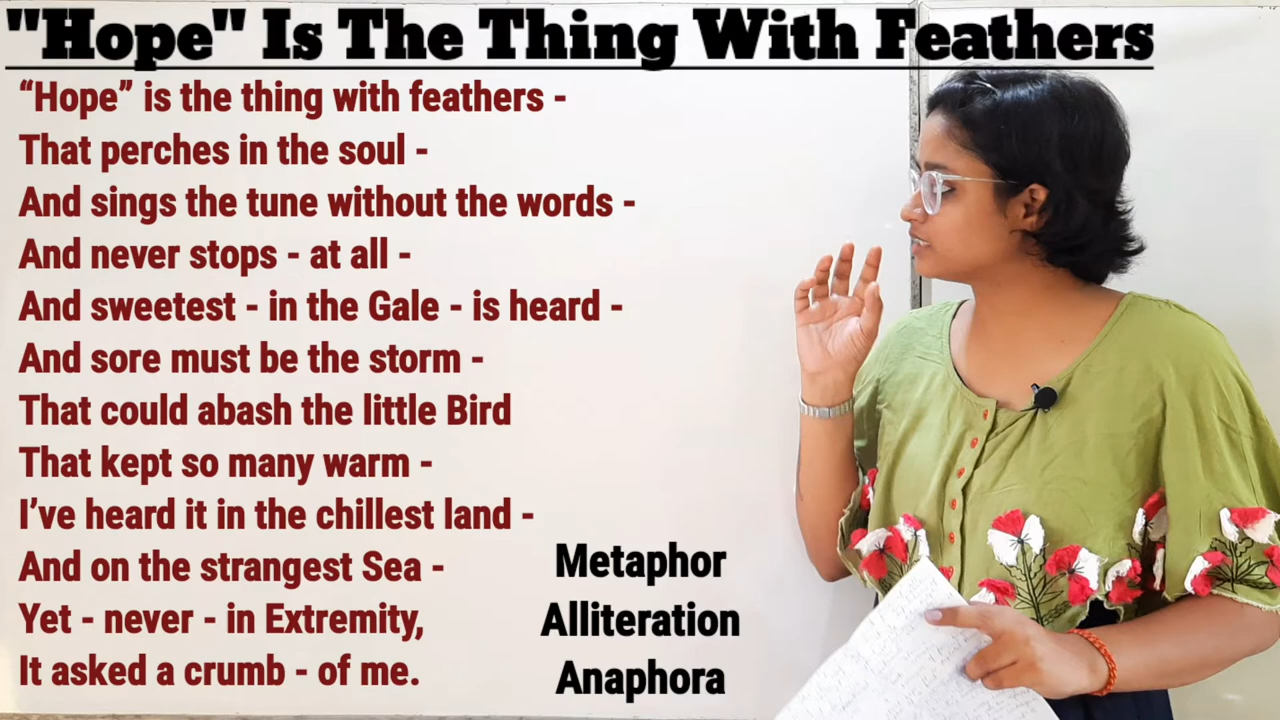 "Hope" Is The Thing With Feathers
“Hope” is the thing with feathers -
That perches in the soul -
And sings the tune without the words -
And never stops - at all -
And sweetest - in the Gale - is heard -
And sore must be the storm -
That could abash the little Bird
That kept so many warm -
I’ve heard it in the chillest land -
And on the strangest Sea -
Yet - never - in Extremity,
It asked a crumb - of me.
Metaphor
Alliteration
Anaphora